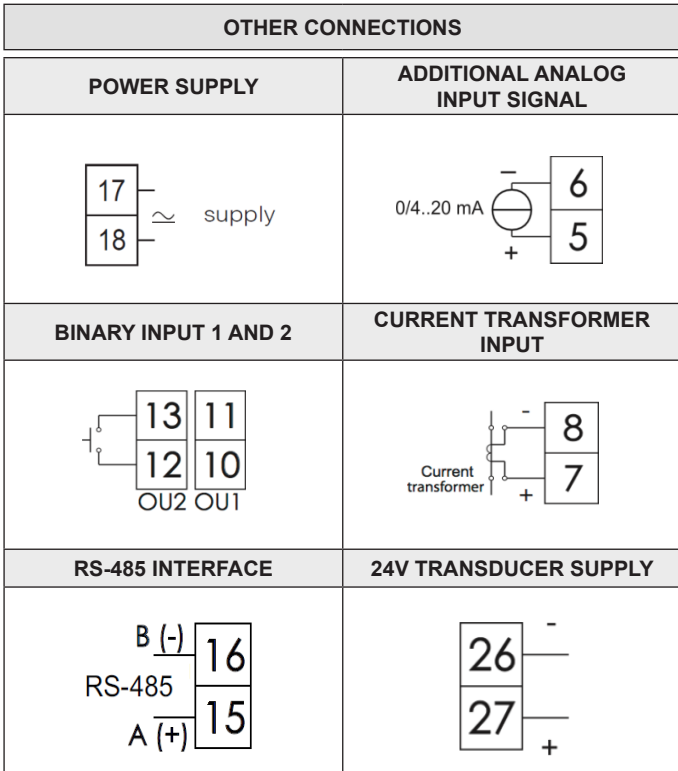 OTHER CONNECTIONS
POWER SUPPLY
ADDITIONAL ANALOG
INPUT SIGNAL
17
18
≃ supply
−
0/4..20 mA
+
6
5
BINARY INPUT 1 AND 2
CURRENT TRANSFORMER
INPUT
13 11
12 10
OU2 OU1
-
8
Current
transformer
+
7
RS-485 INTERFACE
24V TRANSDUCER SUPPLY
B (-)
16
RS-485
A (+)
15
-
26
27
+